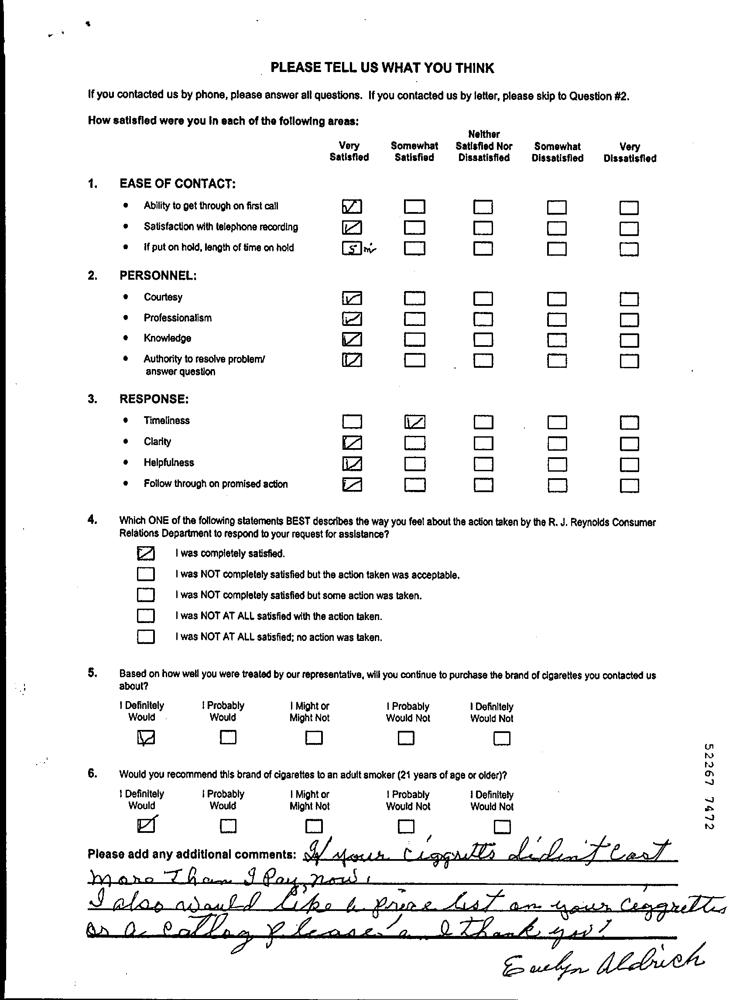 PLEASE TELL US WHAT YOU THINK
If you contacted us by phone, please answer all questions. If you contacted us by letter, please skip to Question #2.
How satisfied were you in each of the following areas:
Very Satisfied Somewhat Satisfied Neither Satisfied Nor Dissatisfied Somewhat Dissatisfied Very Dissatisfied
1. EASE OF CONTACT:
• Ability to get through on first call
• Satisfaction with telephone recording
• If put on hold, length of time on hold 5 mi
2. PERSONNEL:
• Courtesy
• Professionalism
• Knowledge
• Authority to resolve problem/
answer question
3. RESPONSE:
• Timeliness
• Clarity
• Helpfulness
• Follow through on promised action
4. Which ONE of the following statements BEST describes the way you feel about the action taken by the R. J. Reynolds Consumer
Relations Department to respond to your request for assistance?
I was completely satisfied.
I was NOT completely satisfied but the action taken was acceptable.
I was NOT completely satisfied but some action was taken.
I was NOT AT ALL satisfied with the action taken.
I was NOT AT ALL satisfied; no action was taken.
5. Based on how well you were treated by our representative, will you continue to purchase the brand of cigarettes you contacted us
about?
I Definitely Would I Probably Would I Might or Might Not I Probably Would Not I Definitely Would Not
6. Would you recommend this brand of cigarettes to an adult smoker (21 years of age or older)?
I Definitely Would I Probably Would I Might or Might Not I Probably Would Not I Definitely Would Not
Please add any additional comments: If your ciggretts didin't cast
more Than I Pay, now,
I also would like a price list on your ciggrettes
or a Catlog please. I thank you!
Evelyn Aldrich
52267 7472